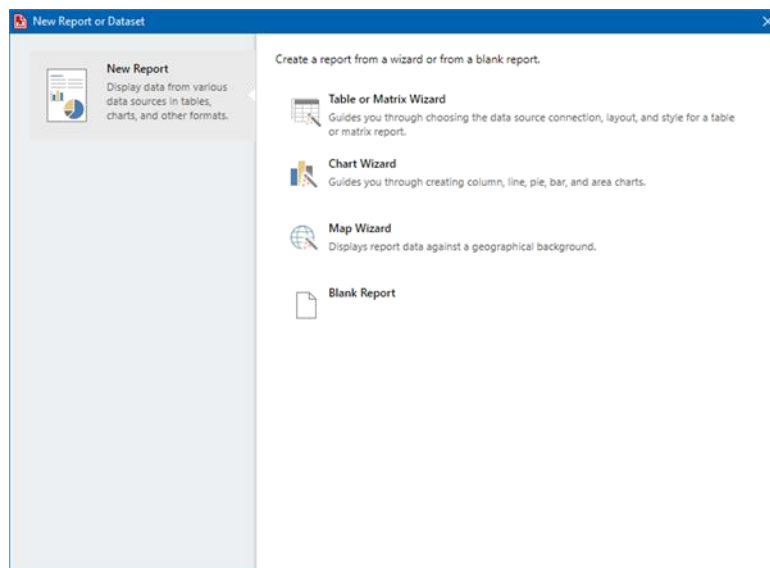 New Report or Dataset
New Report
Display data from various
data sources in tables,
charts, and other formats.
Create a report from a wizard or from a blank report.
Table or Matrix Wizard
Guides you through choosing the data source connection, layout, and style for a table
or matrix report.
Chart Wizard
Guides you through creating column, line, pie, bar, and area charts.
Map Wizard
Displays report data against a geographical background.
Blank Report